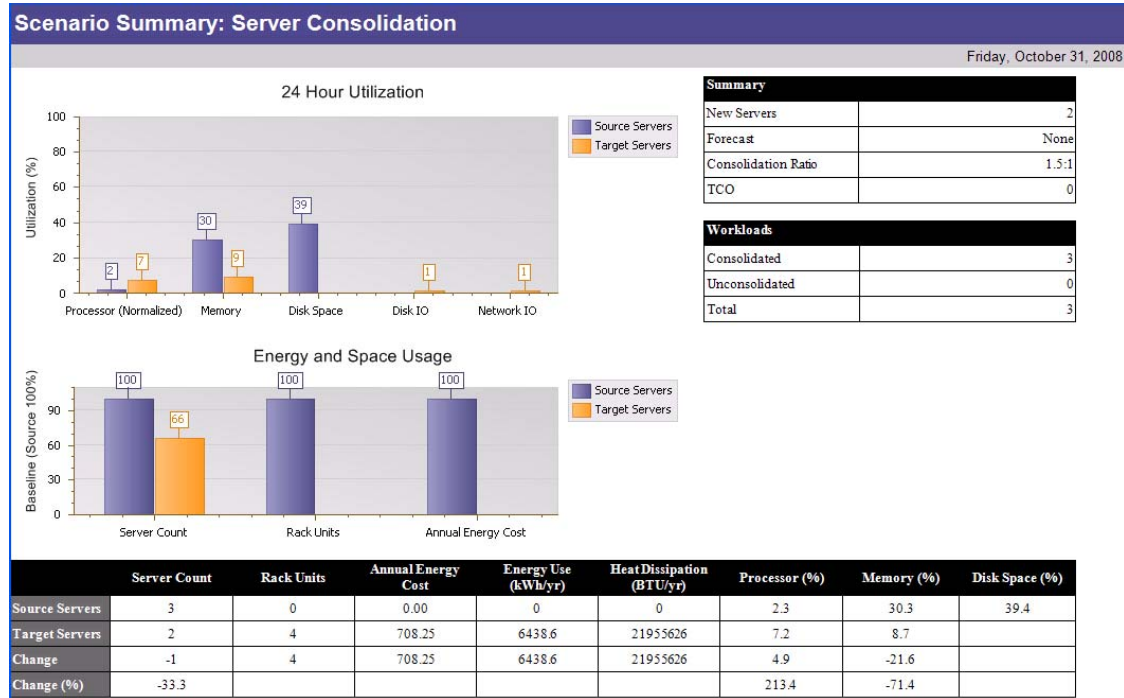 Scenario Summary: Server Consolidation
Friday, October 31, 2008
24 Hour Utilization
Utilization (%)
100
80
60
40
20
0
2
7
30
9
39
1
1
Processor (Normalized) Memory Disk Space Disk IO Network IO
Source Servers
Target Servers
Summary
New Servers 2
Forecast None
Consolidation Ratio 1.5:1
TCO 0
Workloads
Consolidated 3
Unconsolidated 0
Total 3
Energy and Space Usage
Baseline (Source 100%)
90
60
30
0
100
66
100
100
Server Count Rack Units Annual Energy Cost
Source Servers
Target Servers
Server Count Rack Units Annual Energy Cost Energy Use (kWh/yr) Heat Dissipation (BTU/yr) Processor (%) Memory (%) Disk Space (%)
Source Servers 3 0 0.00 0 0 2.3 30.3 39.4
Target Servers 2 4 708.25 6438.6 21955626 7.2 8.7
Change -1 4 708.25 6438.6 21955626 4.9 -21.6
Change (%) -33.3 213.4 -71.4